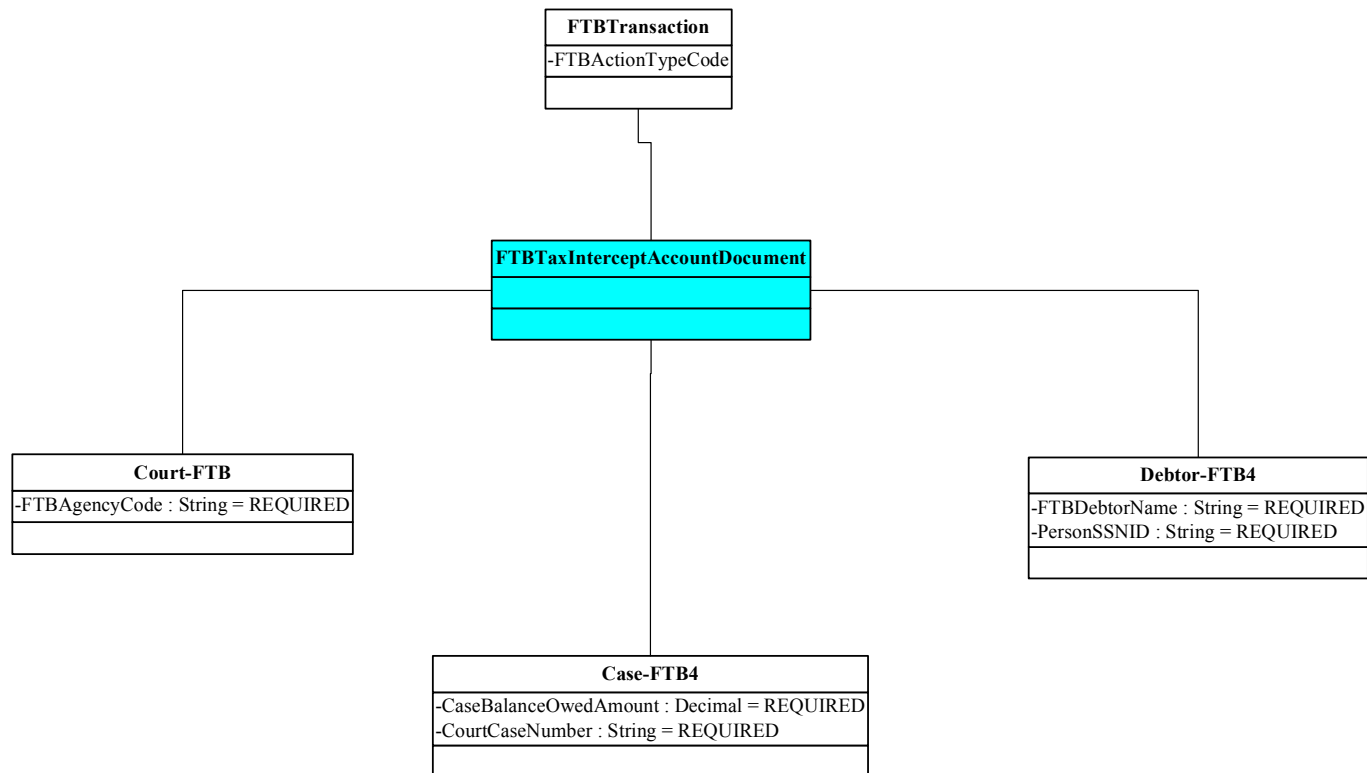 FTBTransaction
-FTBActionTypeCode
FTBTaxInterceptAccountDocument
Court-FTB
-FTBAgencyCode : String = REQUIRED
Debtor-FTB4
-FTBDebtorName : String = REQUIRED
-PersonSSNID : String = REQUIRED
Case-FTB4
-CaseBalanceOwedAmount : Decimal = REQUIRED
-CourtCaseNumber : String = REQUIRED